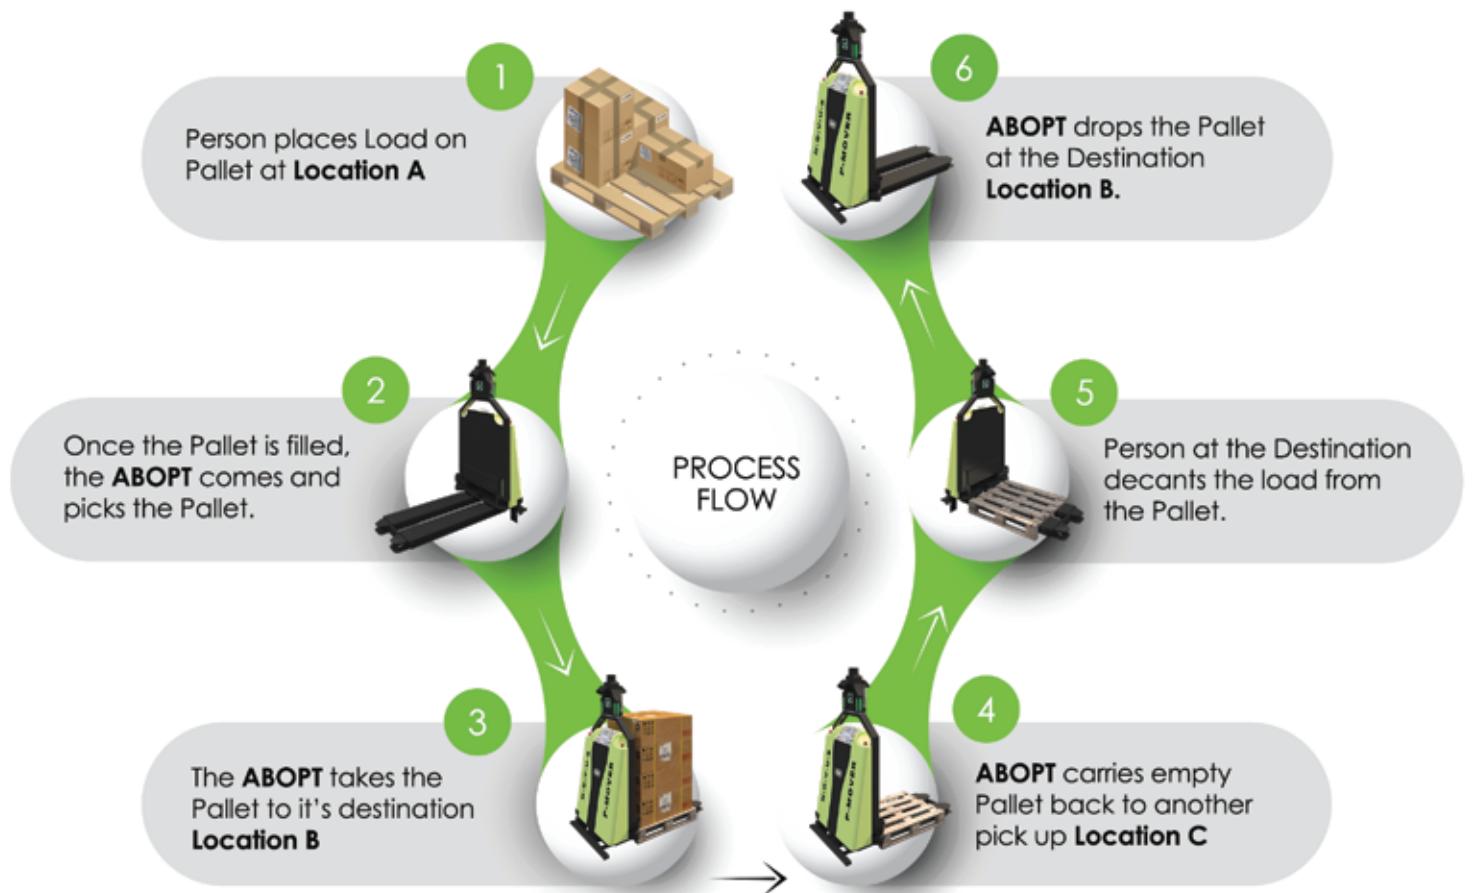 1
Person places Load on
Pallet at Location A
2
Once the Pallet is filled,
the ABOPT comes and
picks the Pallet.
3
The ABOPT takes the
Pallet to it's destination
Location B
4
ABOPT carries empty
Pallet back to another
pick up Location C
5
Person at the Destination
decants the load from
the Pallet.
6
ABOPT drops the Pallet
at the Destination
Location B.
PROCESS
FLOW
P-MOVER
P-MOVER
P-MOVER